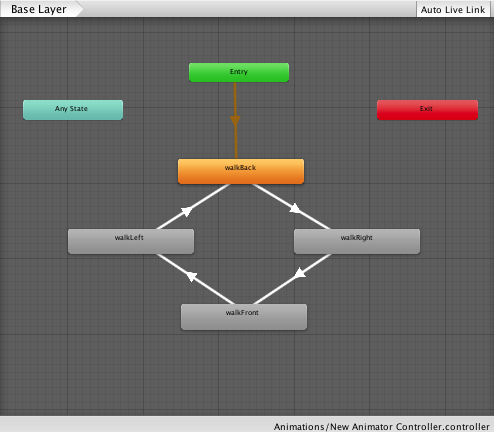 Base Layer
Auto Live Link
Entry
Any State
Exit
walkBack
walkLeft
walkRight
walkFront
Animations/New Animator Controller.controller